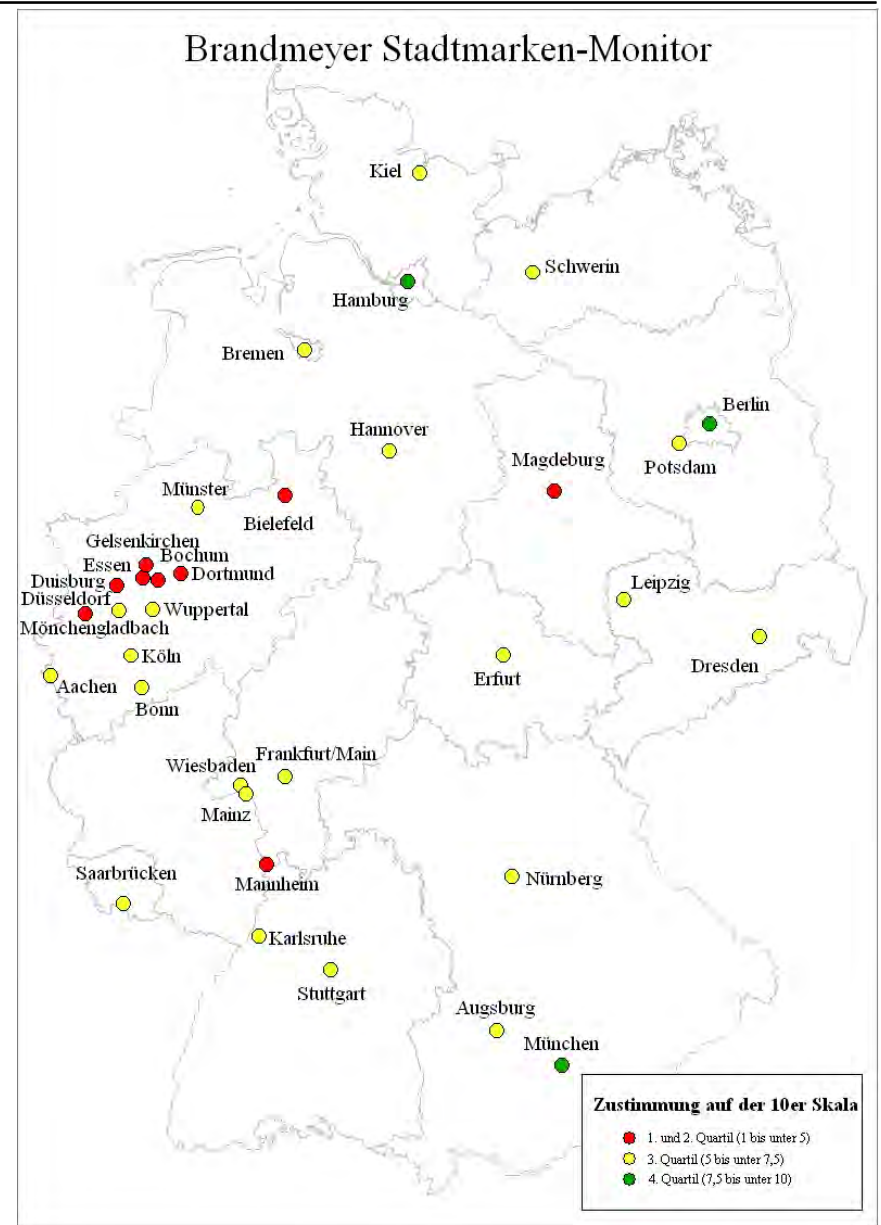 Brandmeyer Stadtmarken-Monitor
Kiel
Schwerin
Hamburg
Bremen
Berlin
Hannover
Potsdam
Magdeburg
Münster
Bielefeld
Gelsenkirchen
Bochum
Essen
Dortmund
Duisburg
Düsseldorf
Wuppertal
Mönchengladbach
Leipzig
Köln
Dresden
Erfurt
Aachen
Bonn
Frankfurt/Main
Wiesbaden
Mainz
Mannheim
Saarbrücken
Nürnberg
Karlsruhe
Stuttgart
Augsburg
München
Zustimmung auf der 10er Skala
1. und 2. Quartil (1 bis unter 5)
3. Quartil (5 bis unter 7,5)
4. Quartil (7,5 bis unter 10)